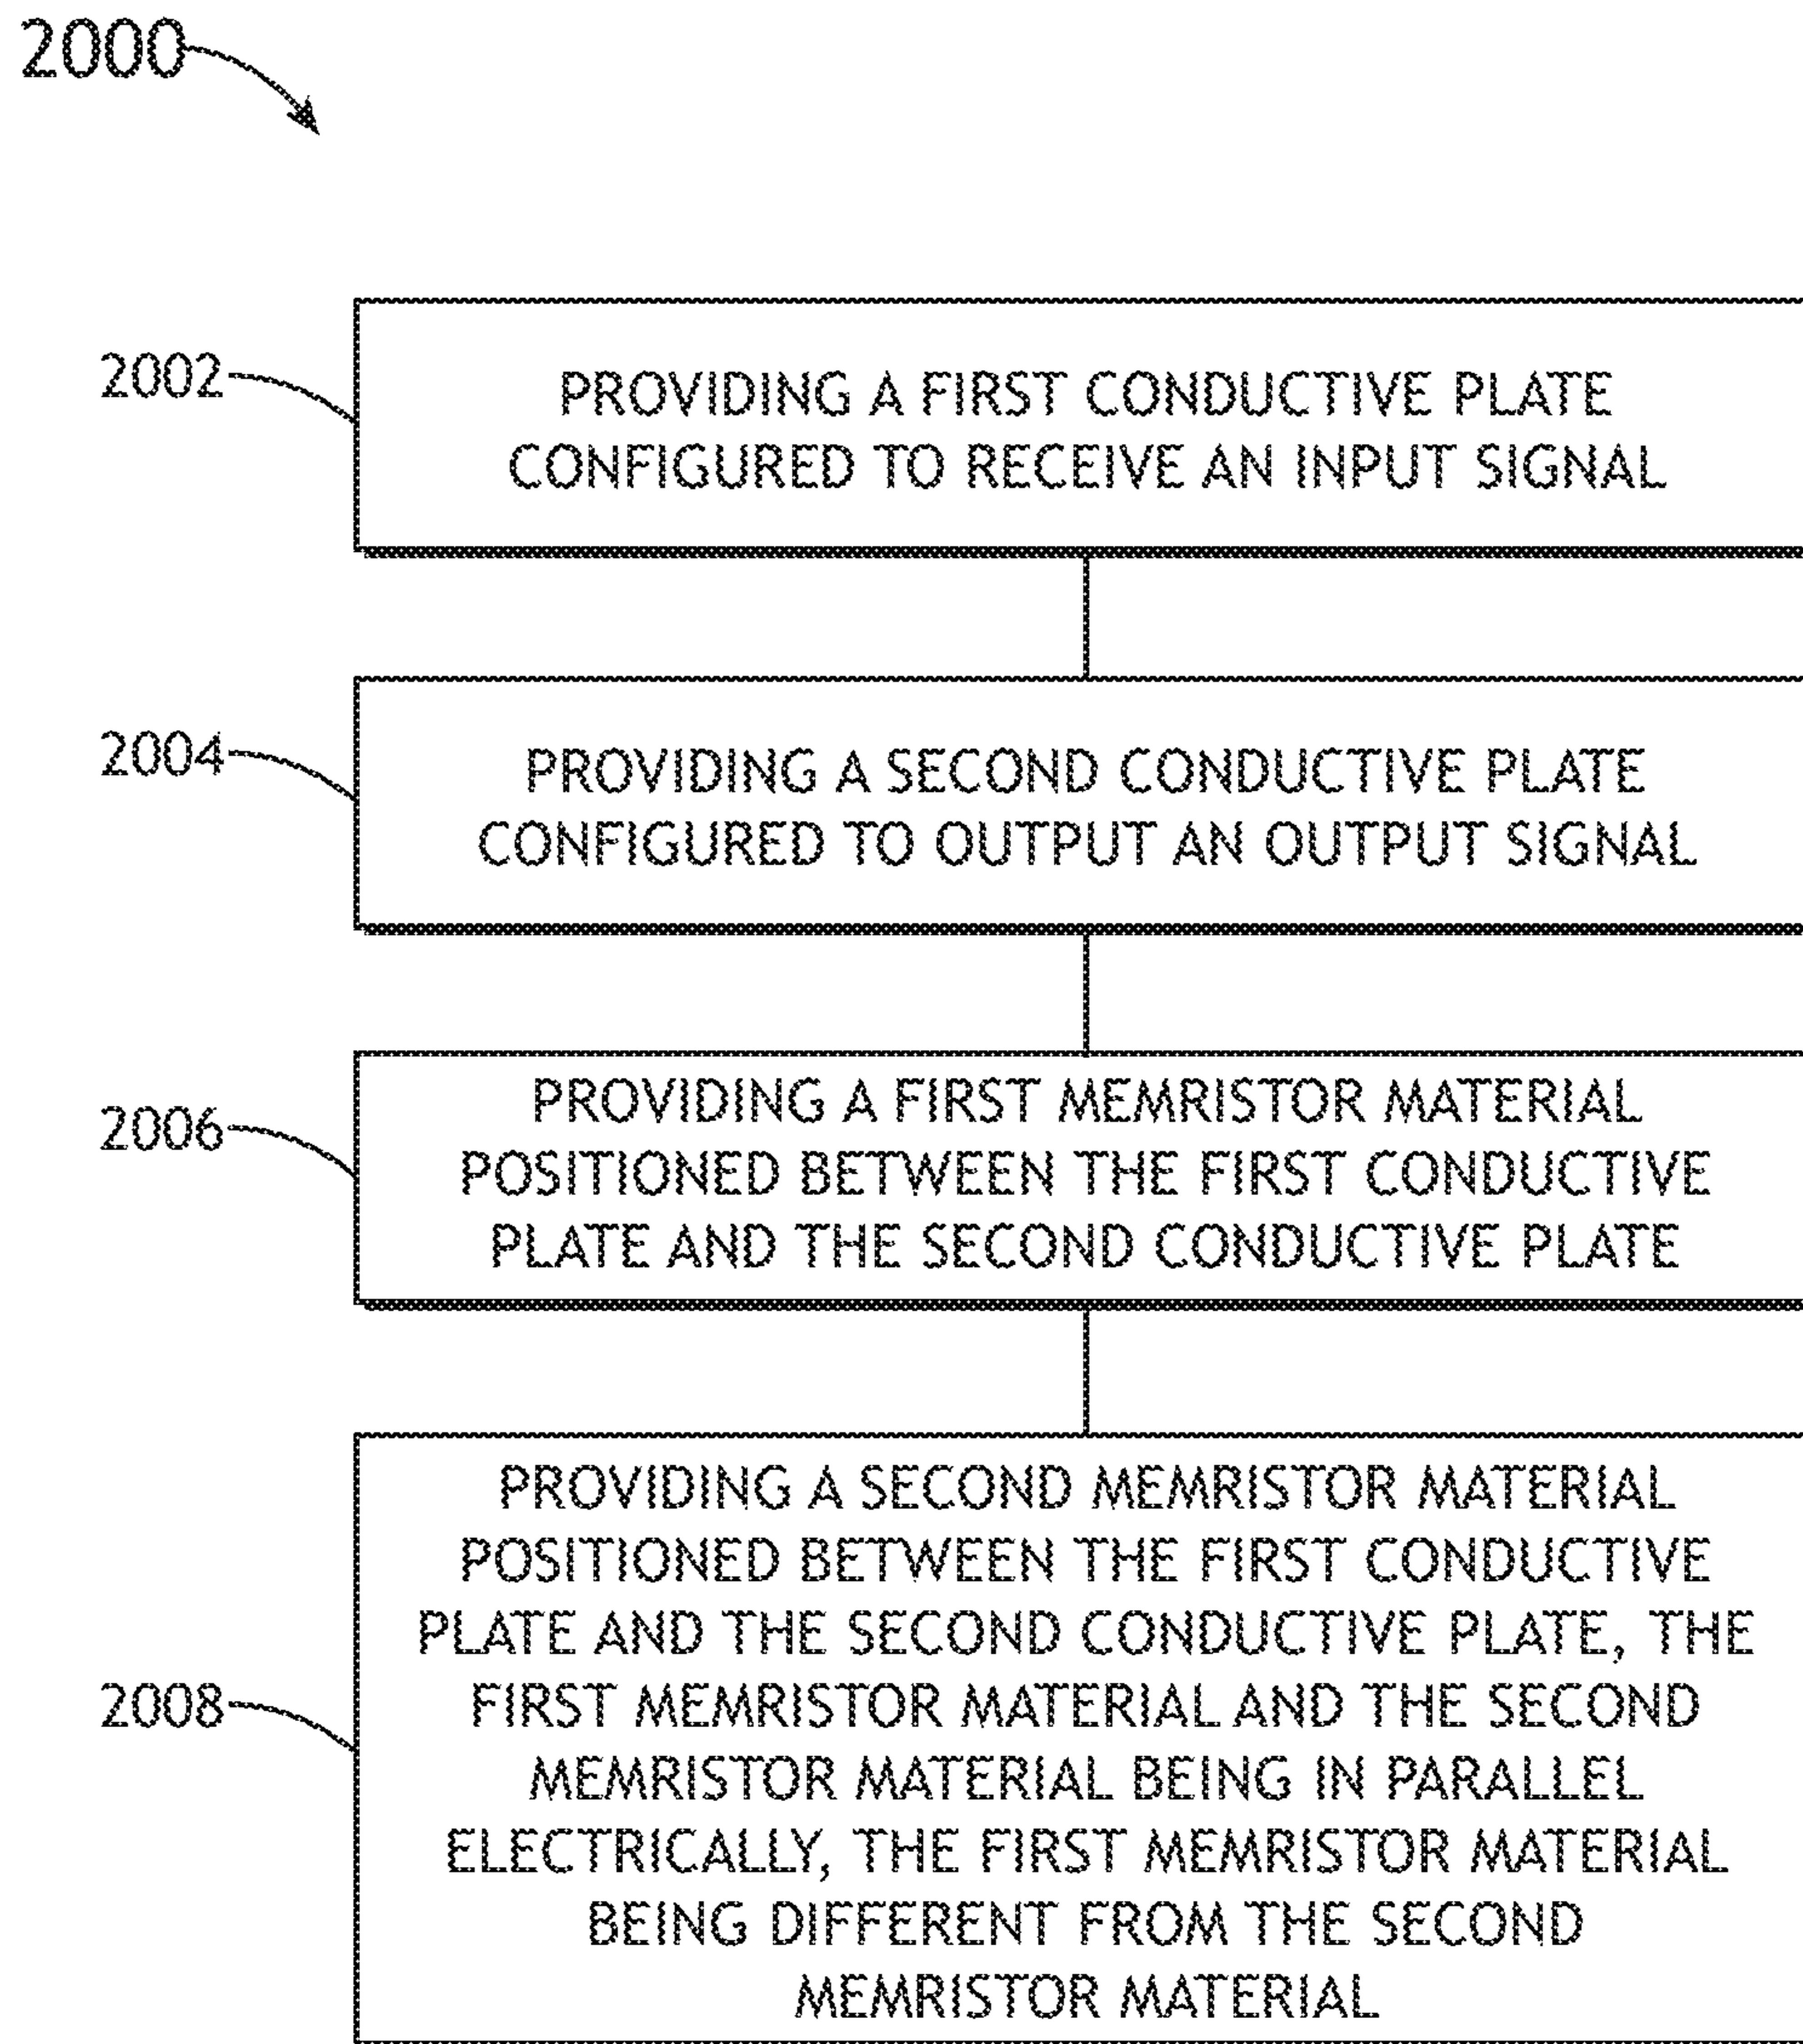 2000
2002
PROVIDING A FIRST CONDUCTIVE PLATE
CONFIGURED TO RECEIVE AN INPUT SIGNAL
2004
PROVIDING A SECOND CONDUCTIVE PLATE
CONFIGURED TO OUTPUT AN OUTPUT SIGNAL
2006
PROVIDING A FIRST MEMRISTOR MATERIAL
POSITIONED BETWEEN THE FIRST CONDUCTIVE
PLATE AND THE SECOND CONDUCTIVE PLATE
2008
PROVIDING A SECOND MEMRISTOR MATERIAL
POSITIONED BETWEEN THE FIRST CONDUCTIVE
PLATE AND THE SECOND CONDUCTIVE PLATE, THE
FIRST MEMRISTOR MATERIAL AND THE SECOND
MEMRISTOR MATERIAL BEING IN PARALLEL
ELECTRICALLY, THE FIRST MEMRISTOR MATERIAL
BEING DIFFERENT FROM THE SECOND
MEMRISTOR MATERIAL